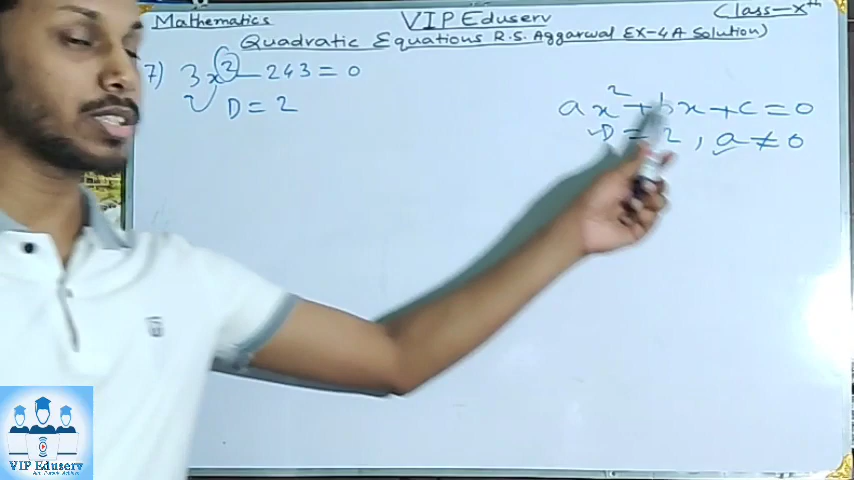 Mathematics VIP Eduserv Class-Xth
Quadratic Equations R.S. Aggarwal EX-4A Solution)
7) 3x² - 243 = 0
D = 2
ax² + bx + c = 0
D = 2, a ≠ 0
VIP Eduserv